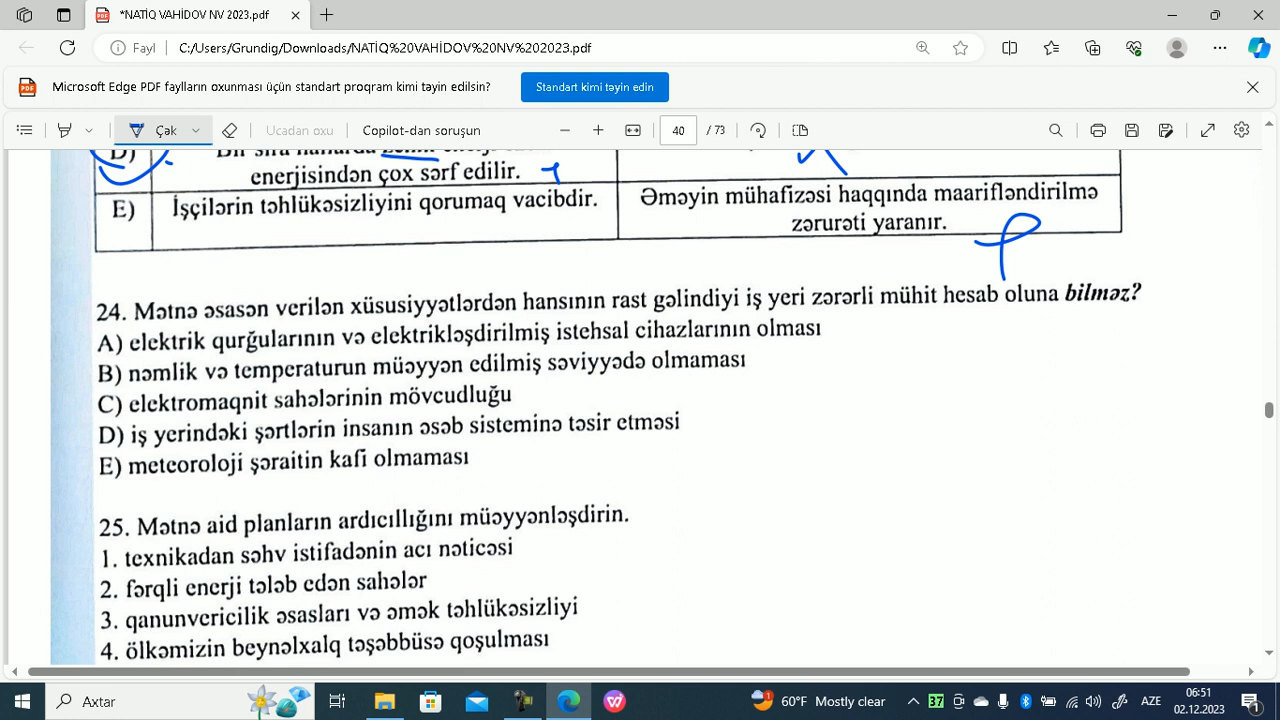 *NATİQ VAHİDOV NV 2023.pdf
Fayl
C:/Users/Grundig/Downloads/NATİQ%20VAHİDOV%20NV%202023.pdf
Microsoft Edge PDF faylların oxunması üçün standart proqram kimi təyin edilsin?
Standart kimi təyin edin
Çək
Ucadan oxu
Copilot-dan soruşun
40 / 73
D)
enerjisindən çox sərf edilir.
E) İşçilərin təhlükəsizliyini qorumaq vacibdir.
Əməyin mühafizəsi haqqında maarifləndirilmə
zərurəti yaranır.
24. Mətnə əsasən verilən xüsusiyyətlərdən hansının rast gəlindiyi iş yeri zərərli mühit hesab oluna bilməz?
A) elektrik qurğularının və elektrikləşdirilmiş istehsal cihazlarının olması
B) nəmlik və temperaturun müəyyən edilmiş səviyyədə olmaması
C) elektromaqnit sahələrinin mövcudluğu
D) iş yerindəki şərtlərin insanın əsəb sisteminə təsir etməsi
E) meteoroloji şəraitin kafi olmaması
25. Mətnə aid planların ardıcıllığını müəyyənləşdirin.
1. texnikadan səhv istifadənin acı nəticəsi
2. fərqli enerji tələb edən sahələr
3. qanunvericilik əsasları və əmək təhlükəsizliyi
4. ölkəmizin beynəlxalq təşəbbüsə qoşulması
Axtar
60°F Mostly clear
37
AZE
06:51
02.12.2023